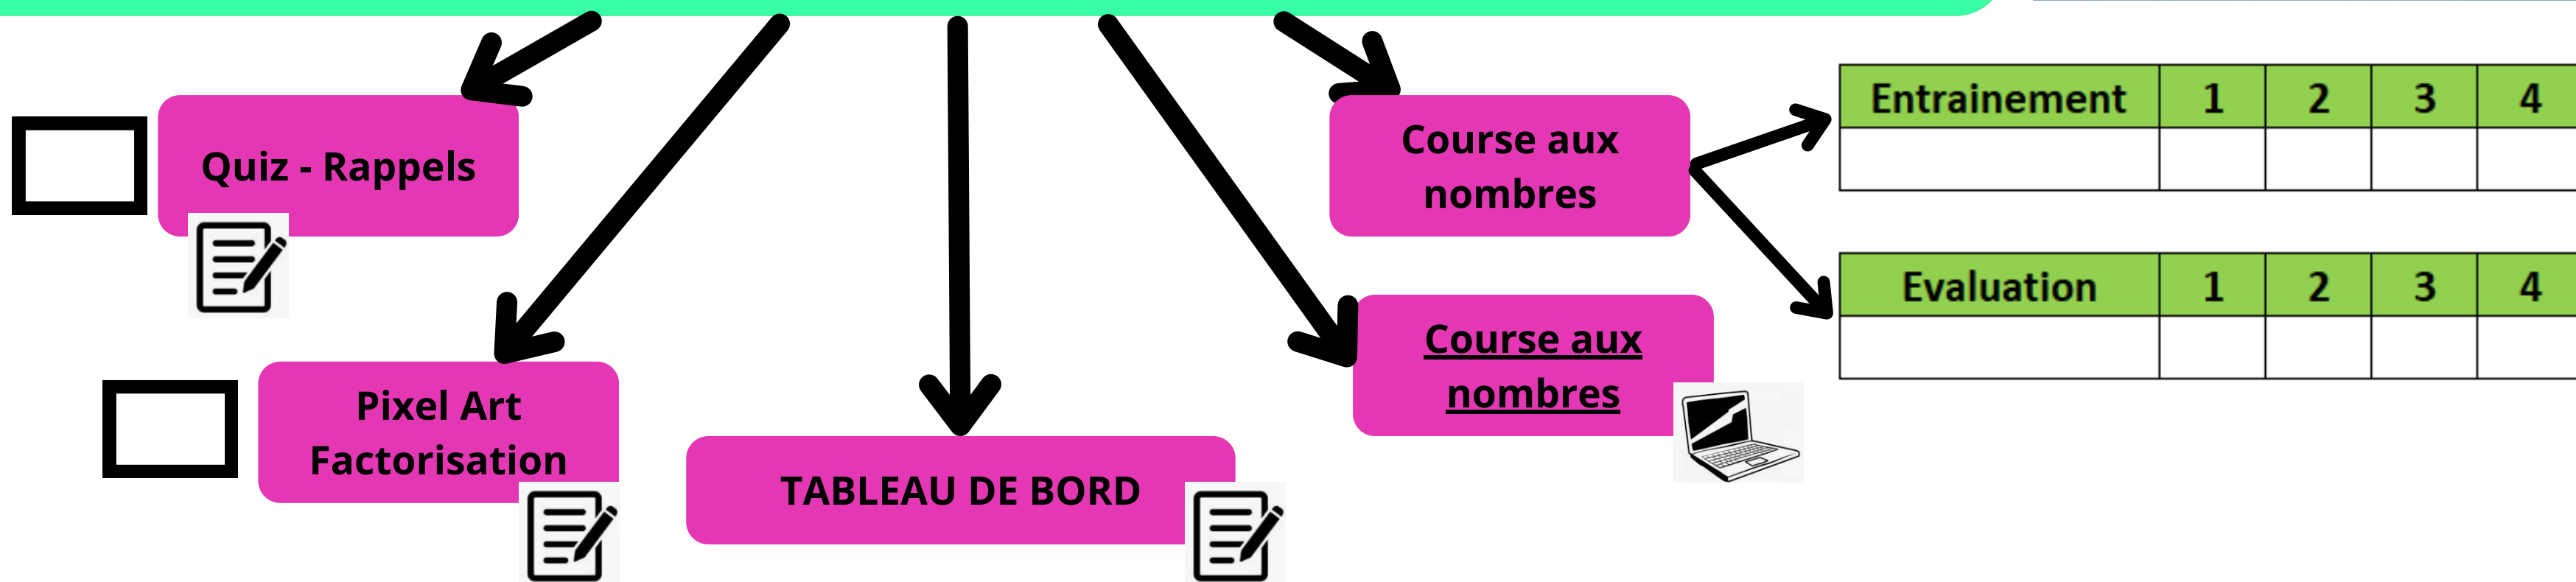 Quiz - Rappels
Pixel Art
Factorisation
TABLEAU DE BORD
Course aux
nombres
Course aux
nombres
Entrainement 1 2 3 4
Evaluation 1 2 3 4